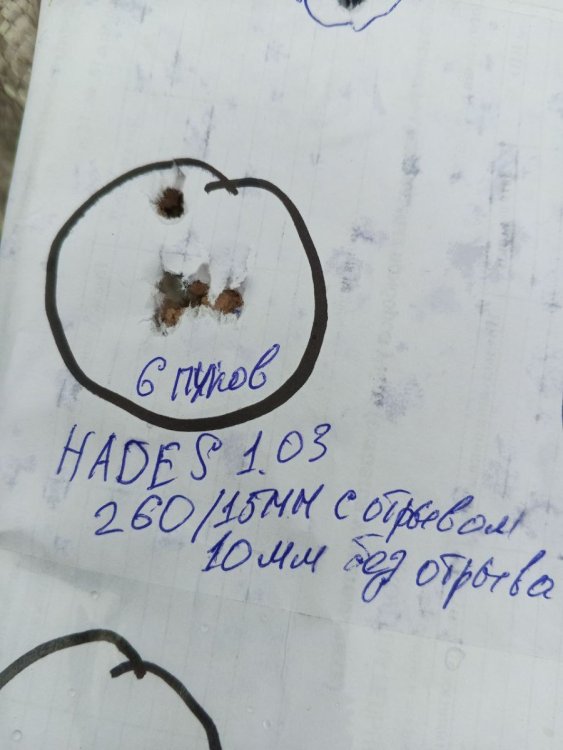 6 пуков
HADES 1.03
260/15мм с отрывом
10мм без отрыва